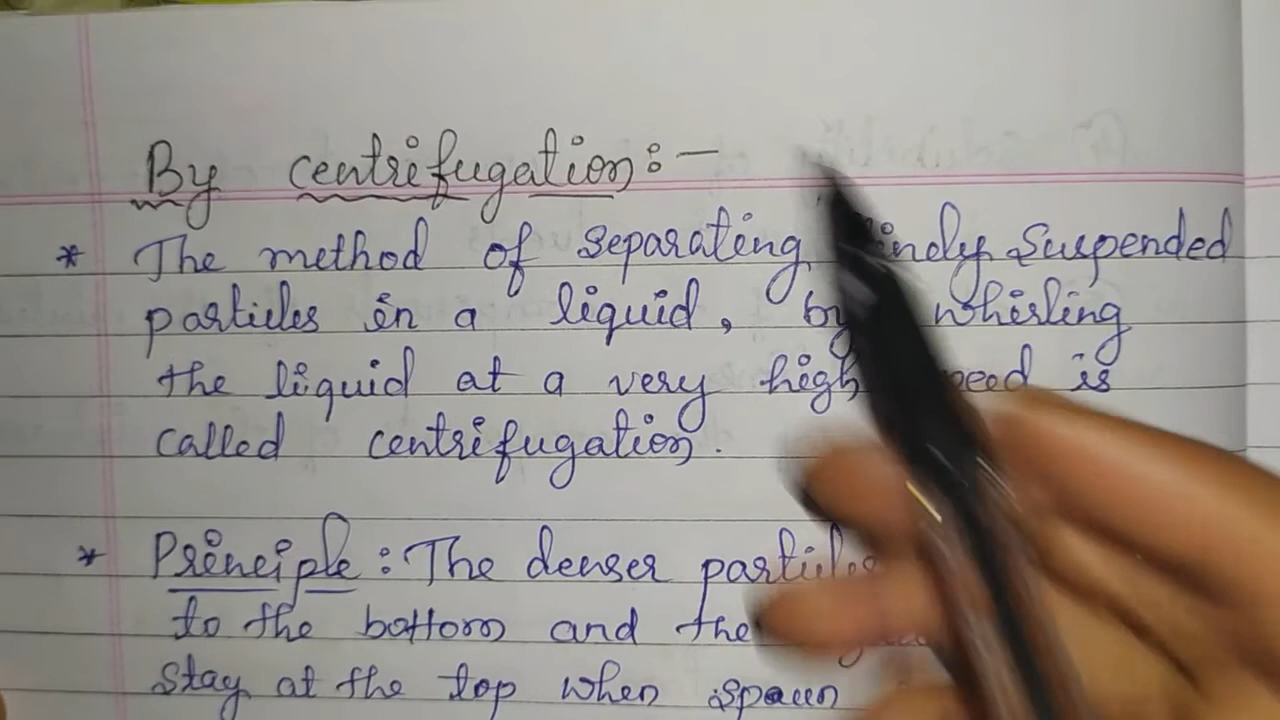 By centrifugation:-
* The method of separating finely suspended
particles in a liquid, by whirling
the liquid at a very high speed is
called centrifugation.
* Principle: The denser particles
to the bottom and the
stay at the top when spaun